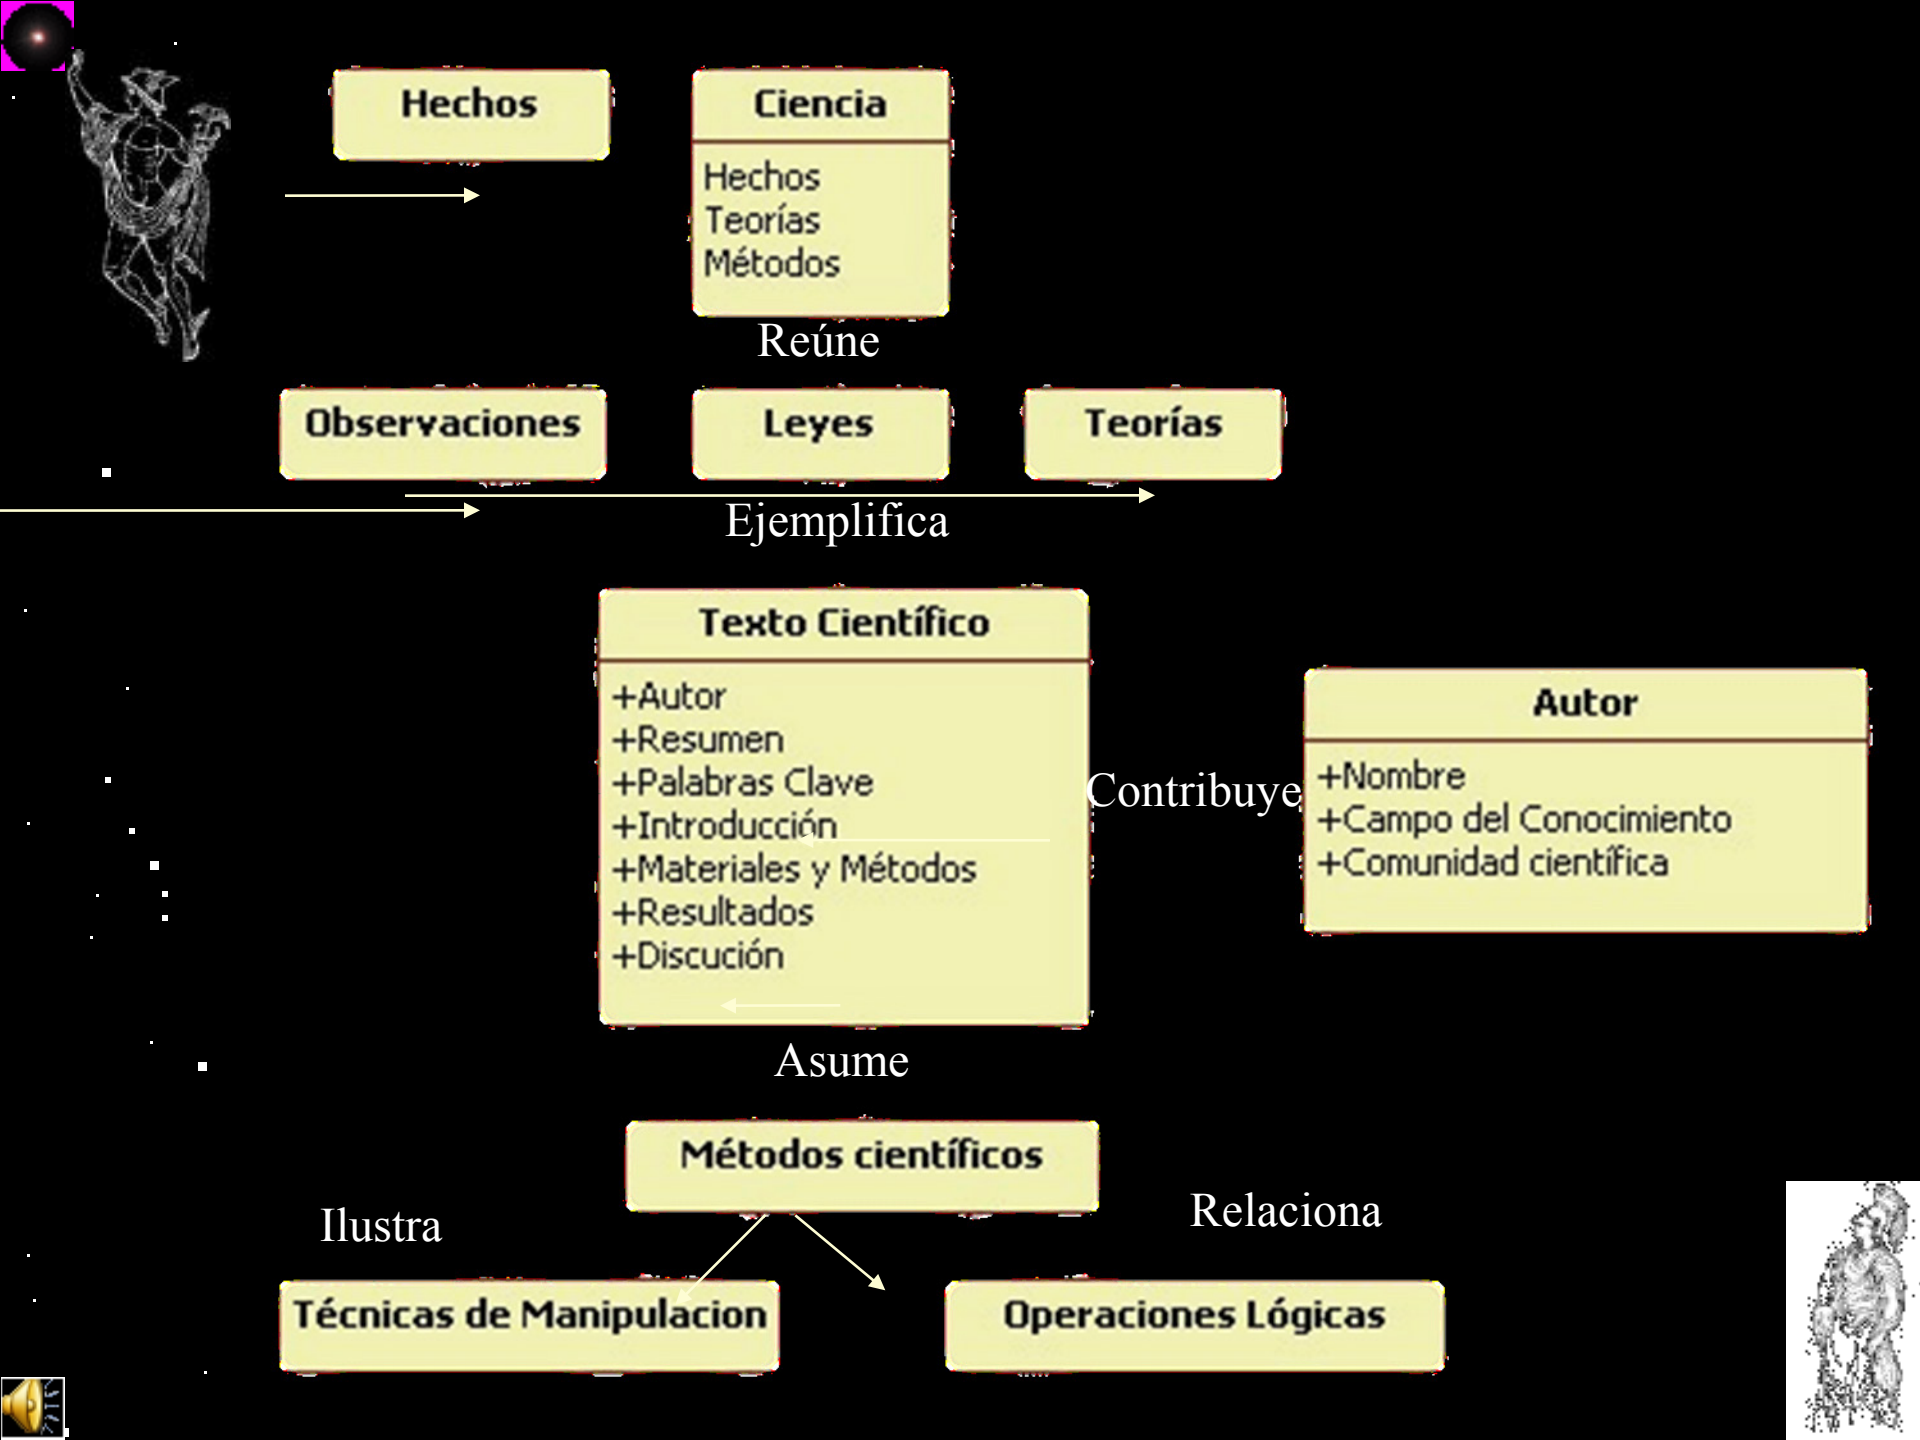 Hechos
Ciencia
Hechos
Teorías
Métodos
Reúne
Observaciones
Leyes
Teorías
Ejemplifica
Texto Científico
+Autor
+Resumen
+Palabras Clave
+Introducción
+Materiales y Métodos
+Resultados
+Discución
Contribuye
Autor
+Nombre
+Campo del Conocimiento
+Comunidad científica
Asume
Métodos científicos
Ilustra
Relaciona
Técnicas de Manipulacion
Operaciones Lógicas